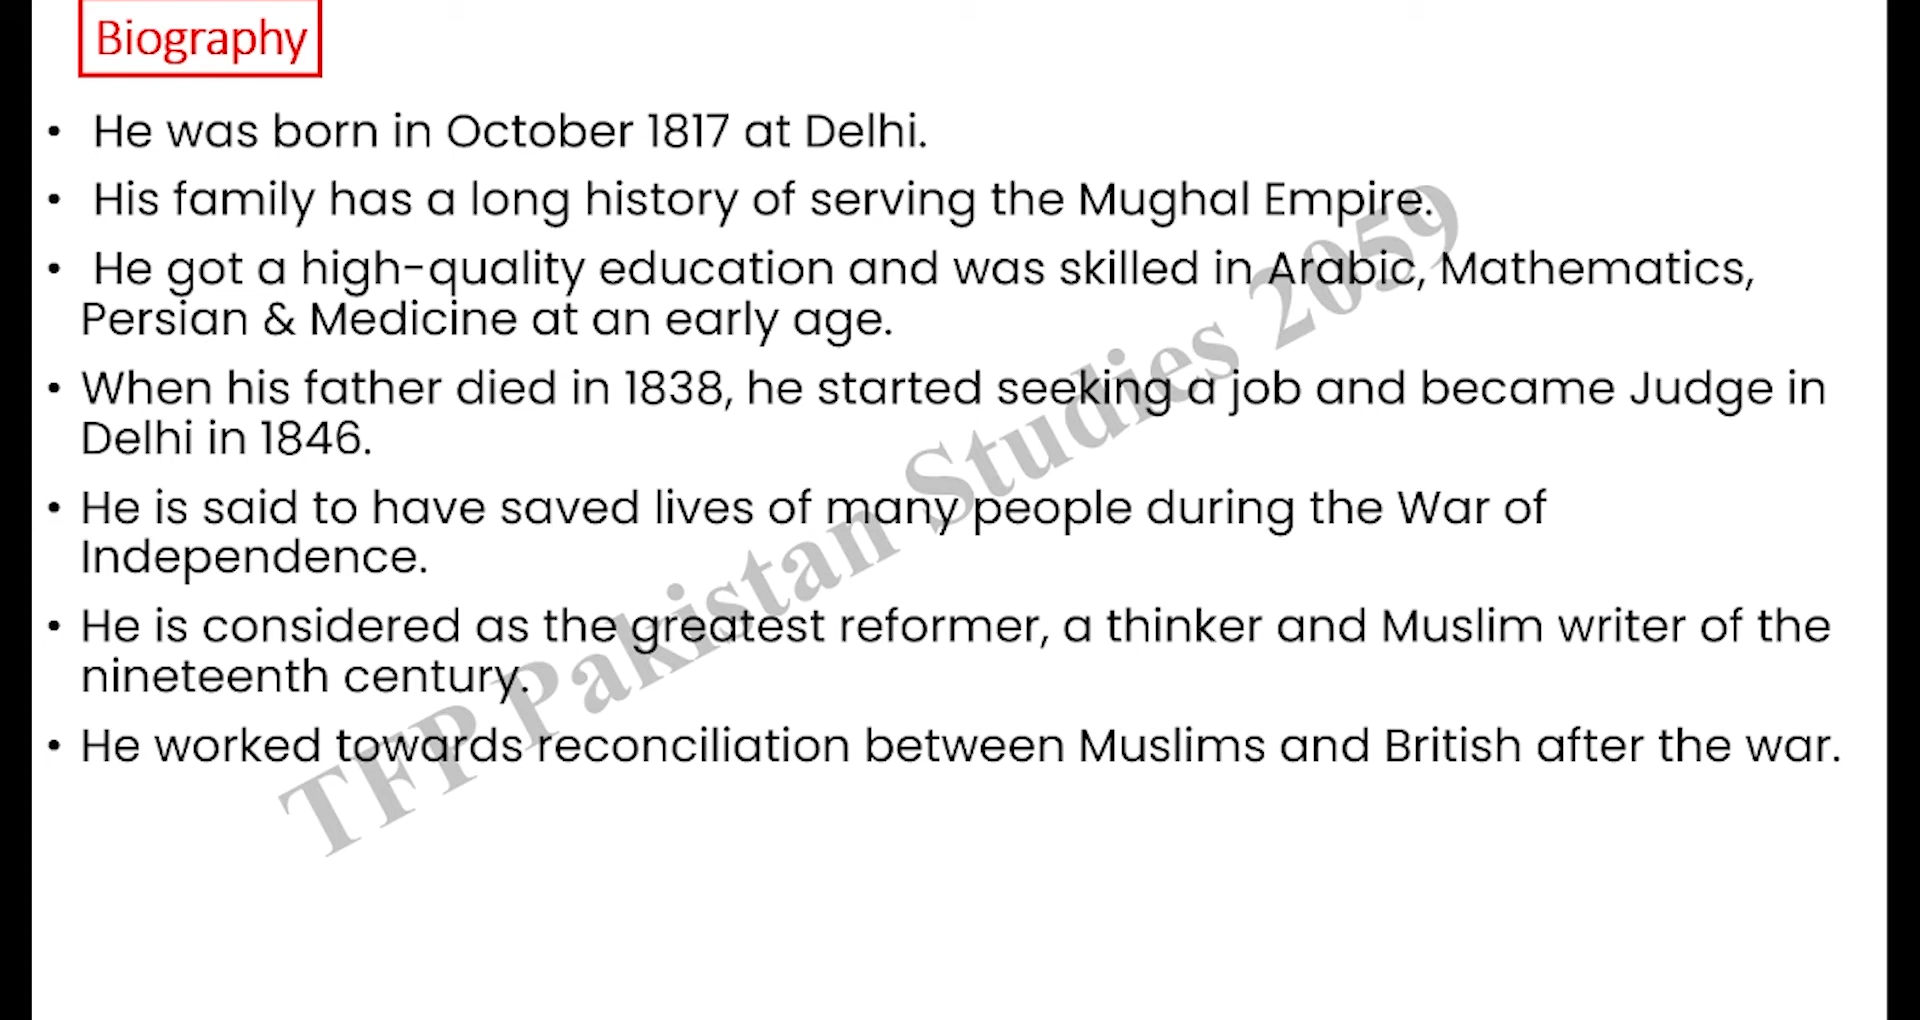 Biography
• He was born in October 1817 at Delhi.
• His family has a long history of serving the Mughal Empire.
• He got a high-quality education and was skilled in Arabic, Mathematics,
Persian & Medicine at an early age.
• When his father died in 1838, he started seeking a job and became Judge in
Delhi in 1846.
• He is said to have saved lives of many people during the War of
Independence.
• He is considered as the greatest reformer, a thinker and Muslim writer of the
nineteenth century.
• He worked towards reconciliation between Muslims and British after the war.
TFP Pakistan Studies 2059